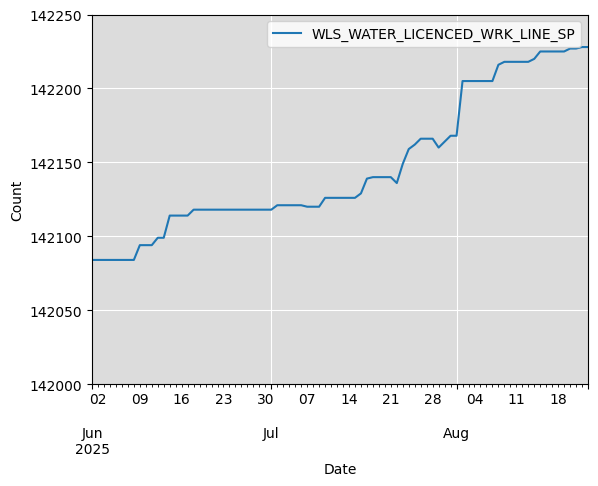 WLS_WATER_LICENCED_WRK_LINE_SP
142250
142200
142150
142100
142050
142000
Count
02 09 16 23 30 07 14 21 28 04 11 18
Jun Jul Aug
2025
Date